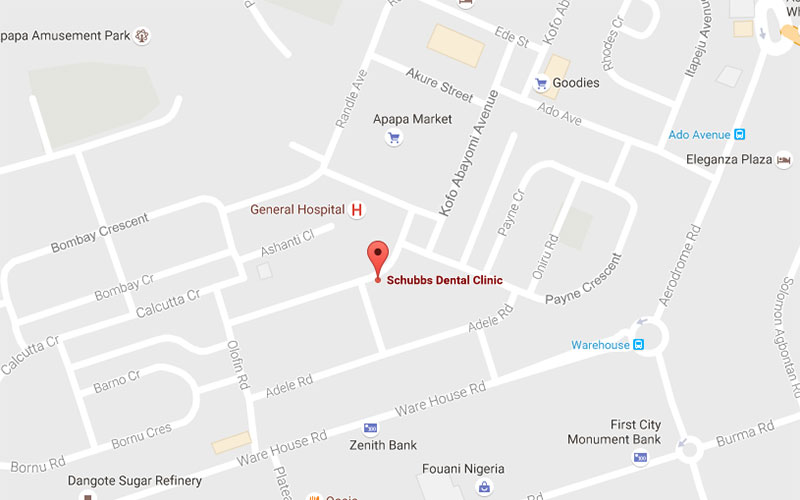 Ede St
Kofo Ab
Rhodes Cr
Itapeju Avenue
Wh
apapa Amusement Park
Randle Ave
Akure Street
Goodies
Ado Ave
Apapa Market
Kofo Abayomi Avenue
Ado Avenue
Eleganza Plaza
General Hospital
H
Payne Cr
Bombay Crescent
Ashanti Cl
Oniru Rd
Schubbs Dental Clinic
Bombay Cr
Payne Crescent
Aerodrome Rd
Solomon Agbontan
Rd
Calcutta Cr
Calcutta Cr
Adele Rd
Warehouse
Olofin Rd
Barno Cr
Adele Rd
Ware House Rd
Bornu Cres
Zenith Bank
First City
Monument Bank
Burma Rd
Bornu Rd
Ware House Rd
Dangote Sugar Refinery
Plate
Fouani Nigeria
Oasis